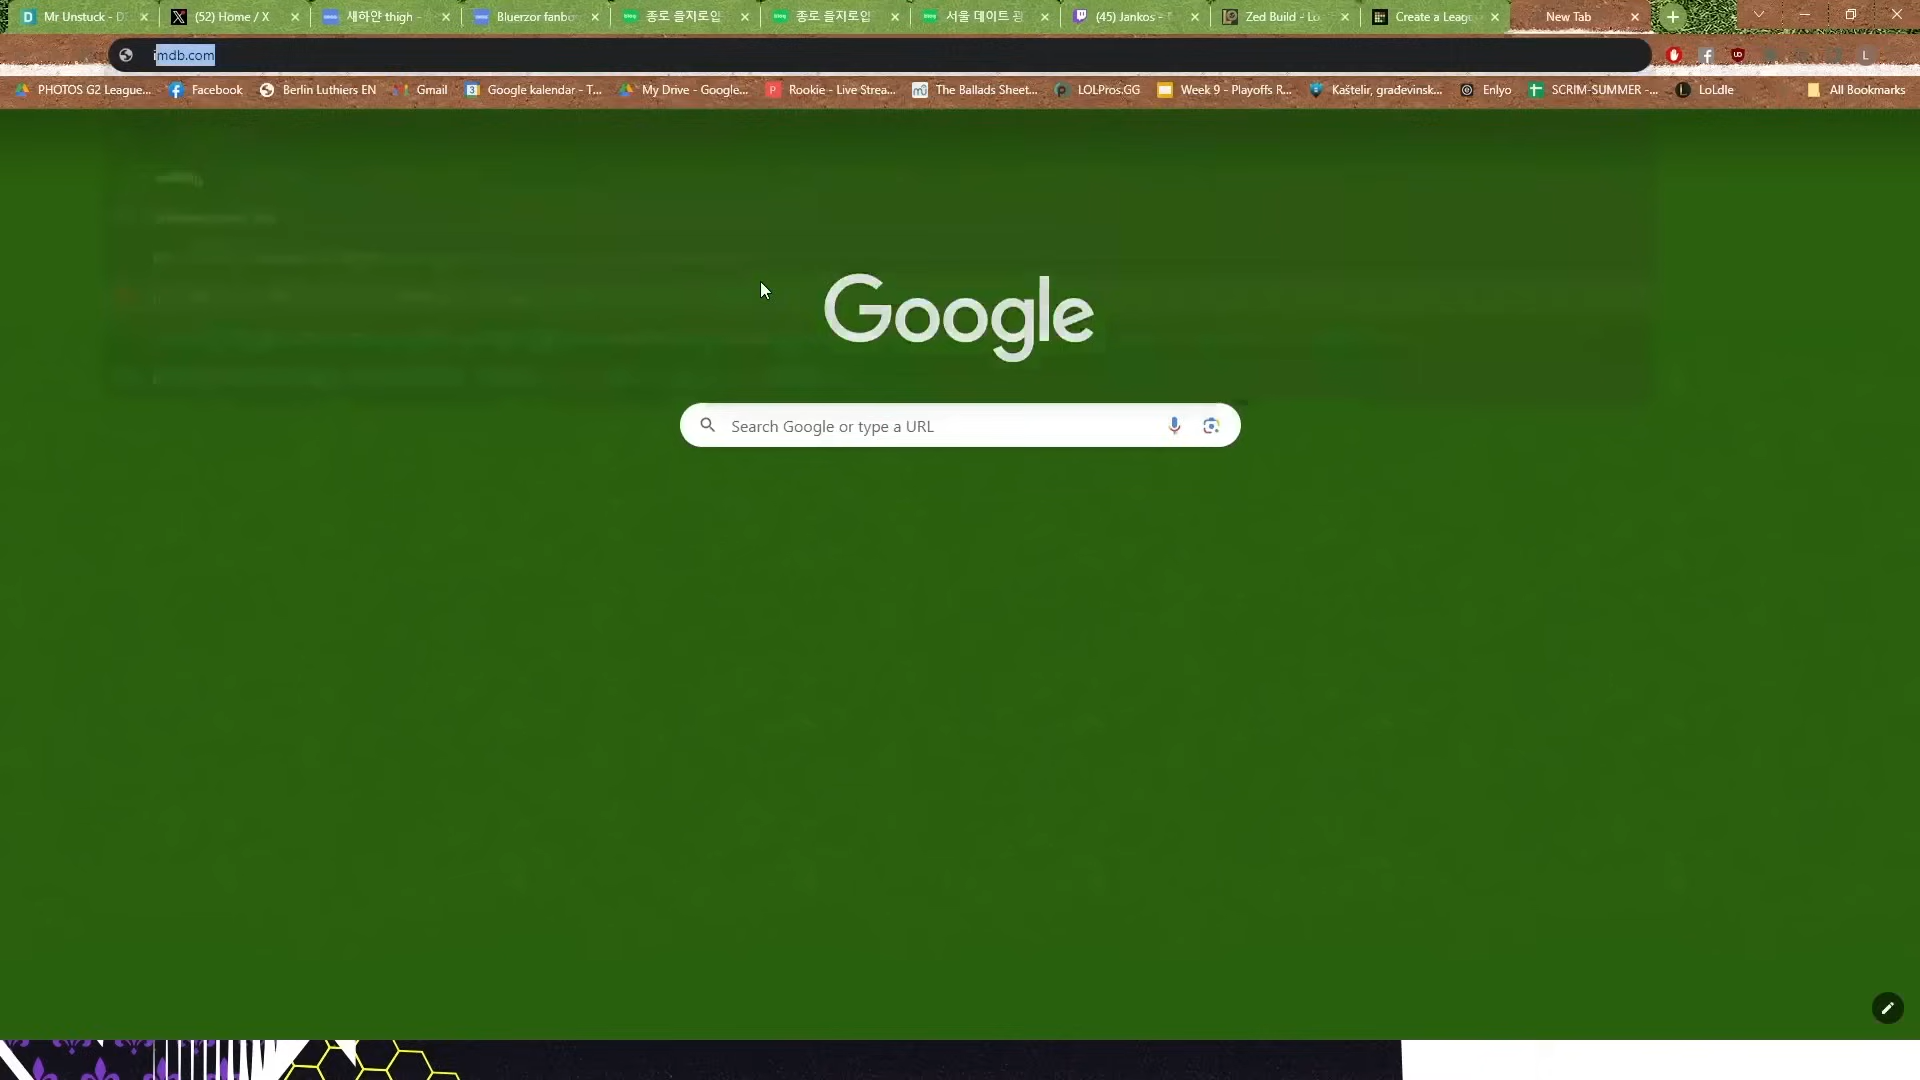 Mr Unstuck - D
(52) Home / X
새하얀 thigh -
Bluerzor fanbo
종로 을지로입
종로 을지로입
서울 데이트 굉
(45) Jankos -
Zed Build - Lo
Create a Leag
New Tab
imdb.com
L
PHOTOS G2 League...
Facebook
Berlin Luthiers EN
Gmail
Google kalendar - T...
My Drive - Google...
Rookie - Live Strea...
The Ballads Sheet...
LOLPros.GG
Week 9 - Playoffs R...
Kaštelir, građevinsk...
Enlyo
SCRIM-SUMMER -...
LoLdle
All Bookmarks
Google
Search Google or type a URL